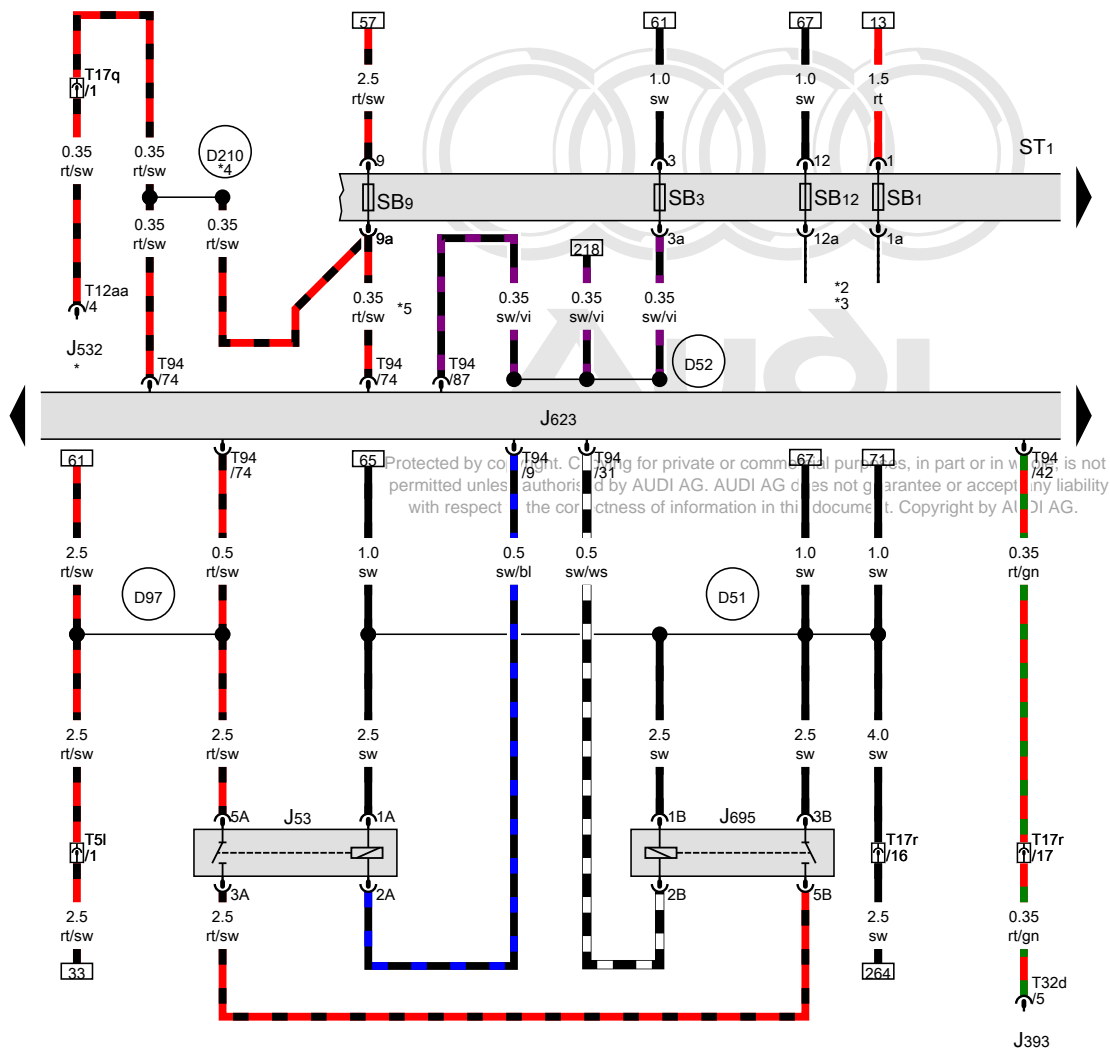 57
61
67
13
T17q
/1
2.5
rt/sw
1.0
sw
1.0
sw
1.5
rt
0.35
rt/sw
0.35
rt/sw
D210
*4
9
3
12
1
ST1
SB9
SB3
SB12
SB1
0.35
rt/sw
0.35
rt/sw
9a
3a
12a
1a
218
T12aa
/4
0.35
rt/sw
*5
0.35
sw/vi
0.35
sw/vi
0.35
sw/vi
*2
*3
J532
*
T94
/74
T94
/74
T94
/87
D52
Audi
J623
61
T94
/74
65
T94
/9
T94
/31
67
71
T94
/42
Protected by copyright. Copying for private or commercial purposes, in part or in whole, is not
permitted unless authorised by AUDI AG. AUDI AG does not guarantee or accept any liability
with respect to the correctness of information in this document. Copyright by AUDI AG.
2.5
rt/sw
0.5
rt/sw
1.0
sw
0.5
sw/bl
0.5
sw/ws
1.0
sw
1.0
sw
0.35
rt/gn
D97
D51
2.5
rt/sw
2.5
rt/sw
2.5
sw
2.5
sw
2.5
sw
4.0
sw
5A
J53
1A
1B
J695
3B
T5l
/1
T17r
/16
T17r
/17
3A
2A
2B
5B
2.5
rt/sw
2.5
rt/sw
2.5
sw
0.35
rt/gn
33
264
T32d
/5
J393